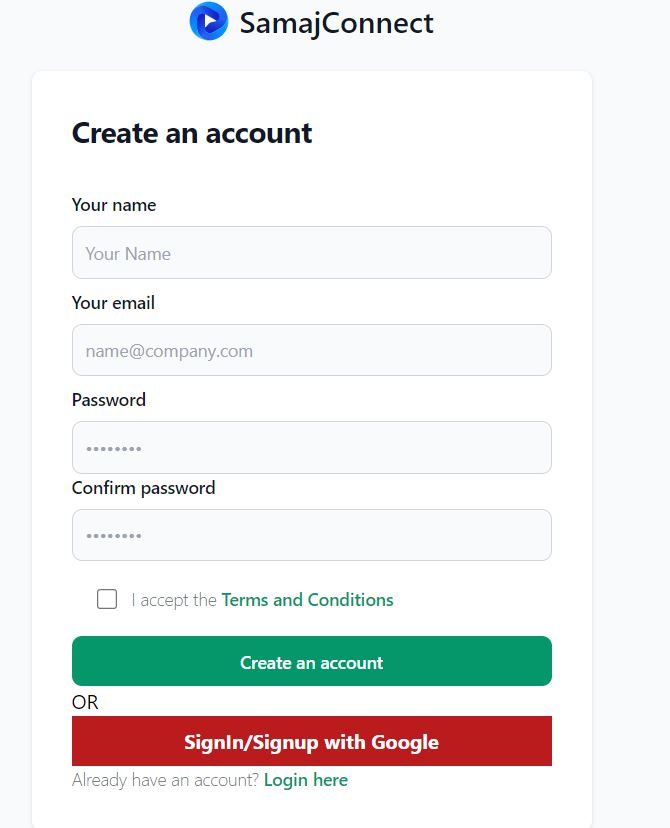 SamajConnect
Create an account
Your name
Your Name
Your email
name@company.com
Password
••••••••
Confirm password
••••••••
I accept the Terms and Conditions
Create an account
OR
SignIn/Signup with Google
Already have an account? Login here